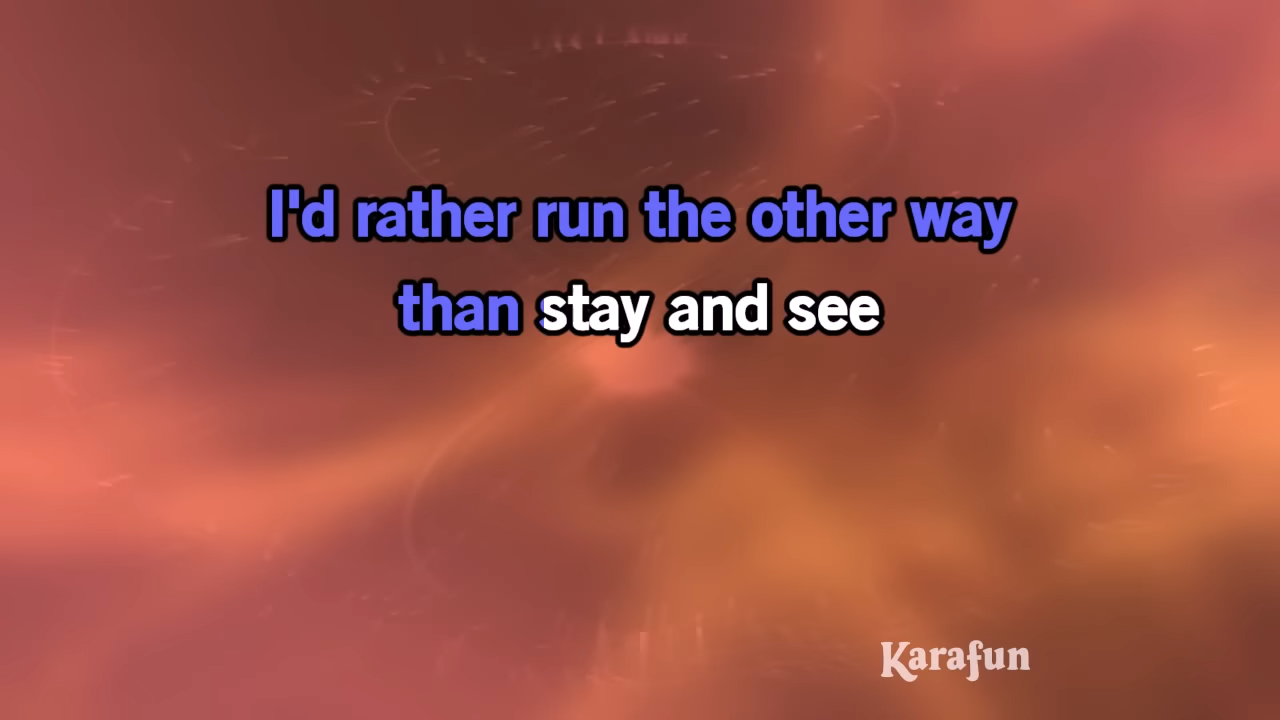 I'd rather run the other way
than stay and see
Karafun